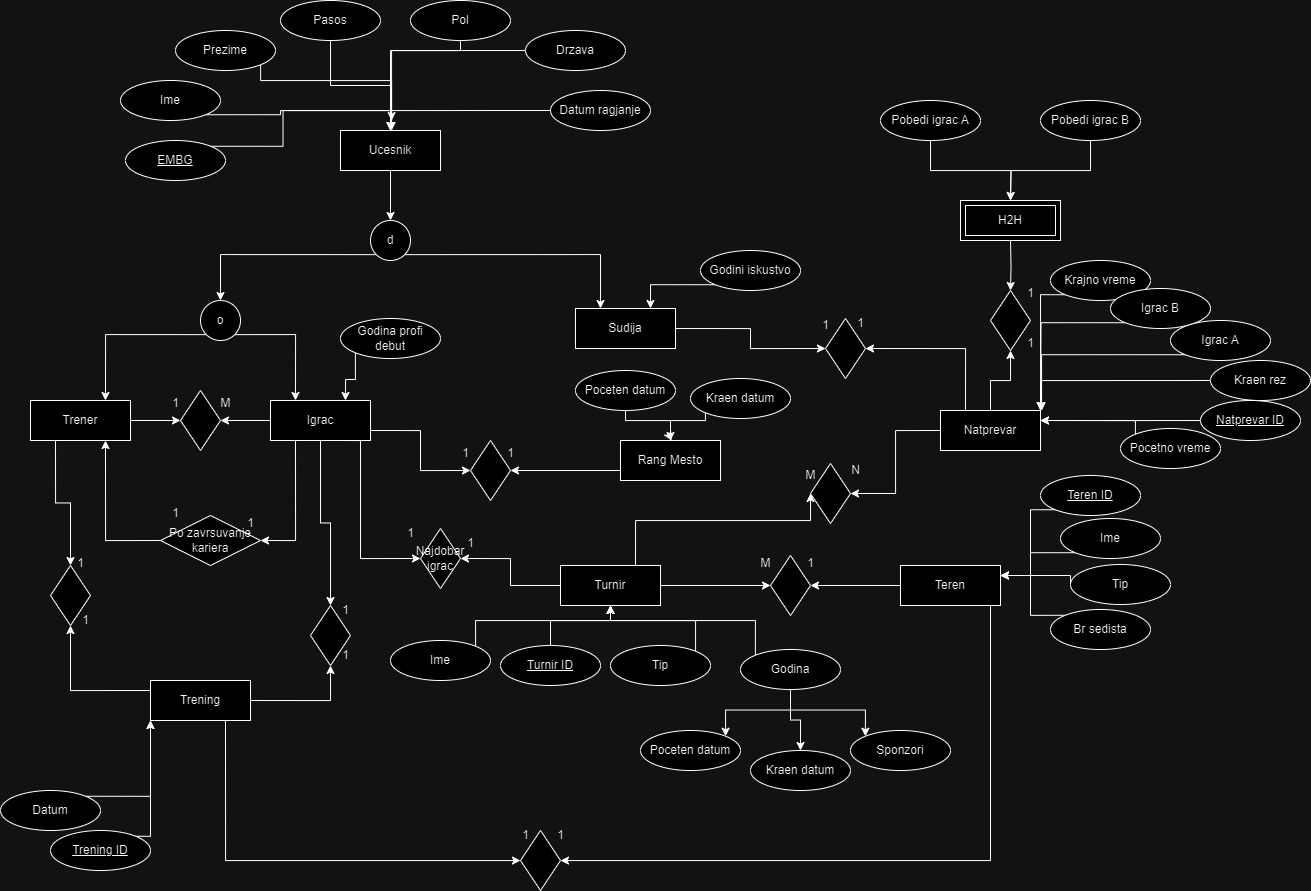 Pasos
Pol
Prezime
Drzava
Ime
Datum ragjanje
EMBG
Ucesnik
Pobedi igrac A
Pobedi igrac B
H2H
d
Godini iskustvo
Krajno vreme
1
Igrac B
o
Sudija
1
1
Godina profi
debut
Igrac A
1
Poceten datum
Kraen datum
Kraen rez
Trener
1
M
Igrac
Natprevar
Natprevar ID
Pocetno vreme
1
1
Rang Mesto
M
N
Teren ID
1
1
Po zavrsuvanje
kariera
1
1
Najdobar
igrac
Ime
1
M
1
Turnir
Teren
Tip
1
1
1
Br sedista
Ime
Turnir ID
Tip
Godina
Trening
Poceten datum
Kraen datum
Sponzori
Datum
Trening ID
1
1